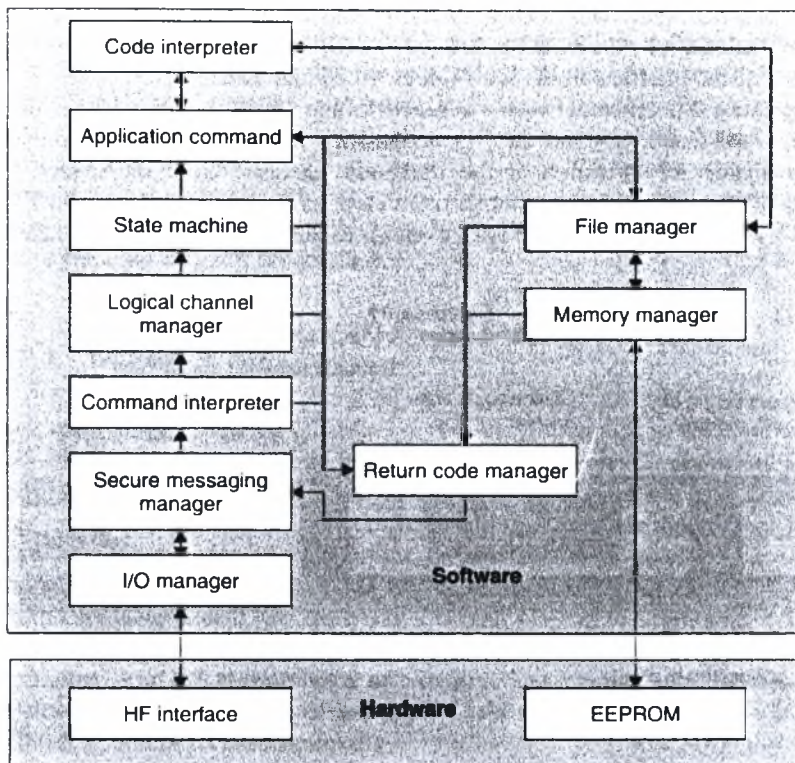 Code interpreter
Application command
State machine
File manager
Logical channel
manager
Memory manager
Command interpreter
Return code manager
Secure messaging
manager
I/O manager
Software
HF interface
Hardware
EEPROM